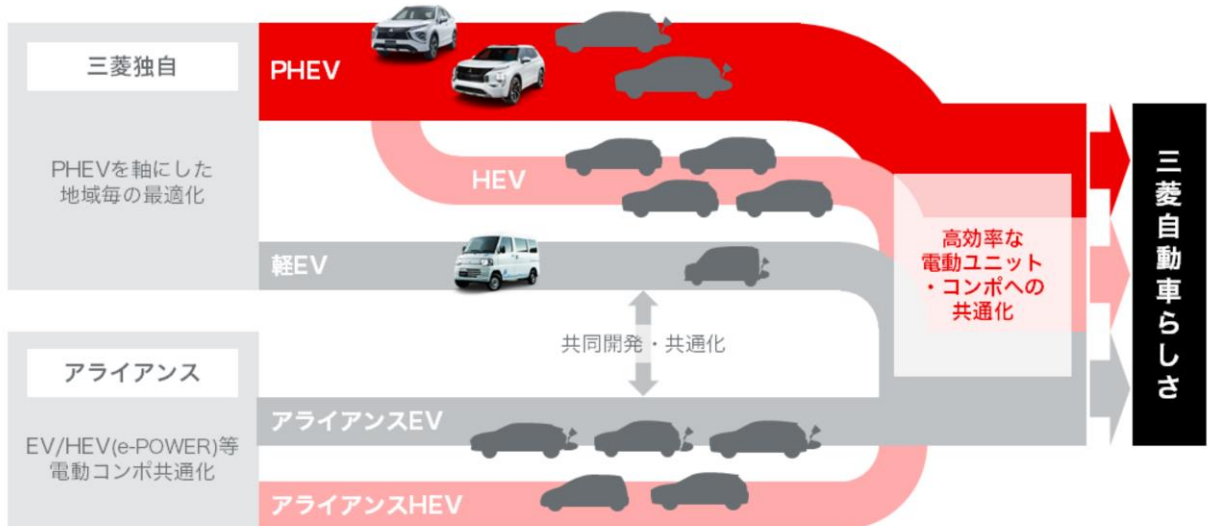 三菱独自
PHEVを軸にした
地域毎の最適化
PHEV
HEV
軽EV
共同開発・共通化
アライアンス
EV/HEV(e-POWER)等
電動コンポ共通化
アライアンスEV
アライアンスHEV
高効率な
電動ユニット
・コンポへの
共通化
三菱自動車らしさ